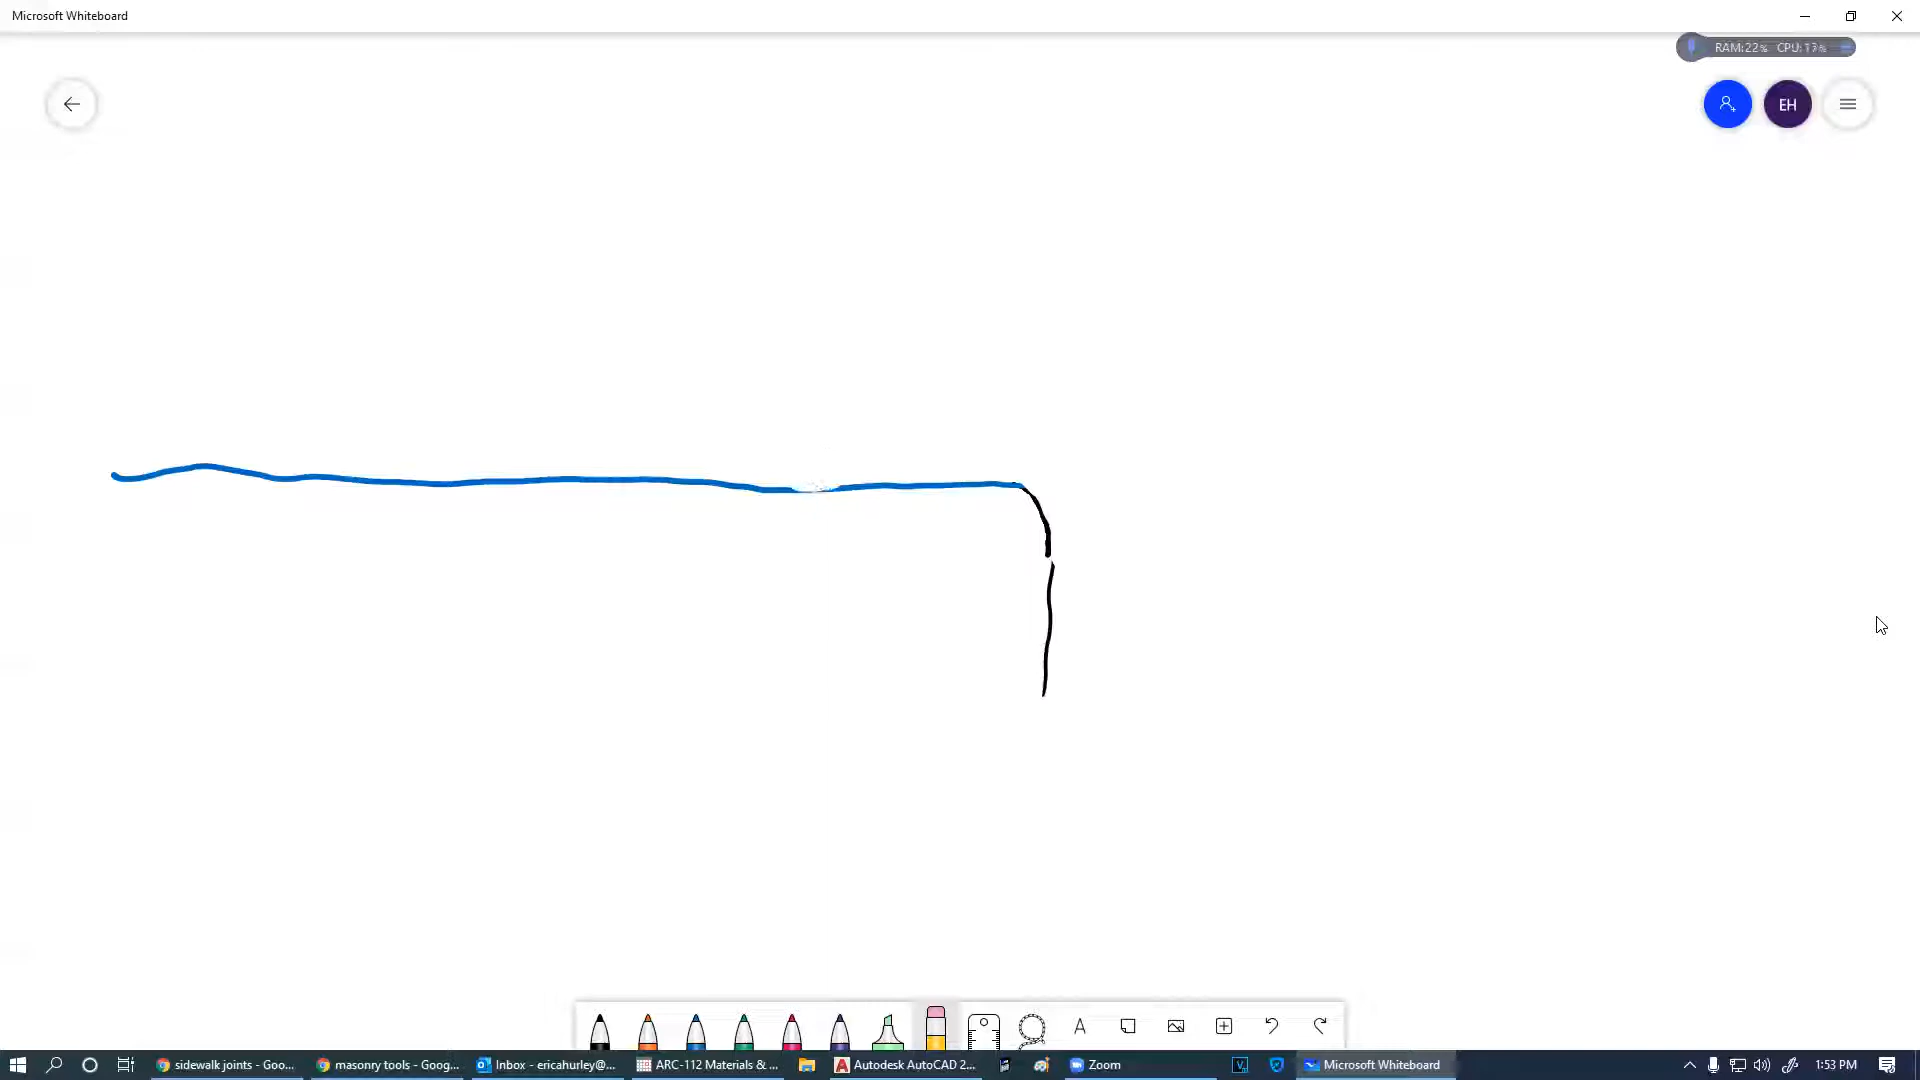 Microsoft Whiteboard
RAM:22% CPU:13%
EH
A
sidewalk joints - Goo...
masonry tools - Goog...
Inbox - ericahurley@...
ARC-112 Materials & ...
Autodesk AutoCAD 2...
Zoom
Microsoft Whiteboard
1:53 PM